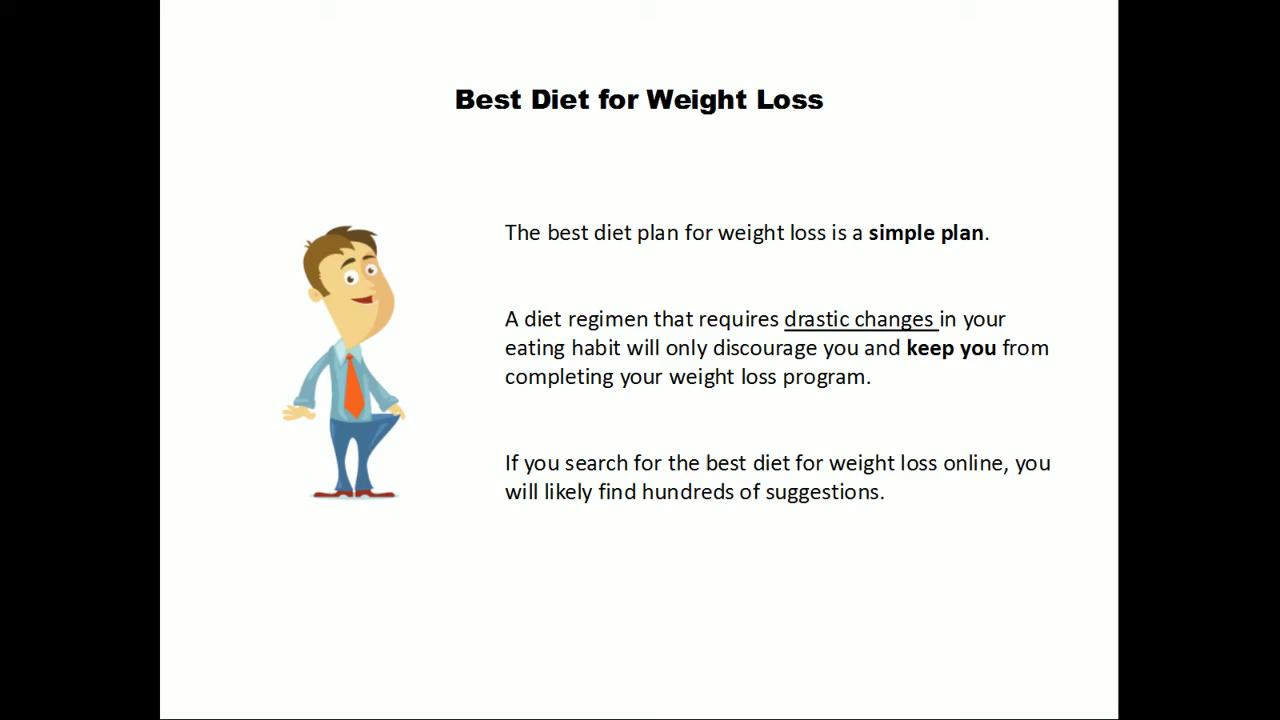 Best Diet for Weight Loss
The best diet plan for weight loss is a simple plan.
A diet regimen that requires drastic changes in your
eating habit will only discourage you and keep you from
completing your weight loss program.
If you search for the best diet for weight loss online, you
will likely find hundreds of suggestions.